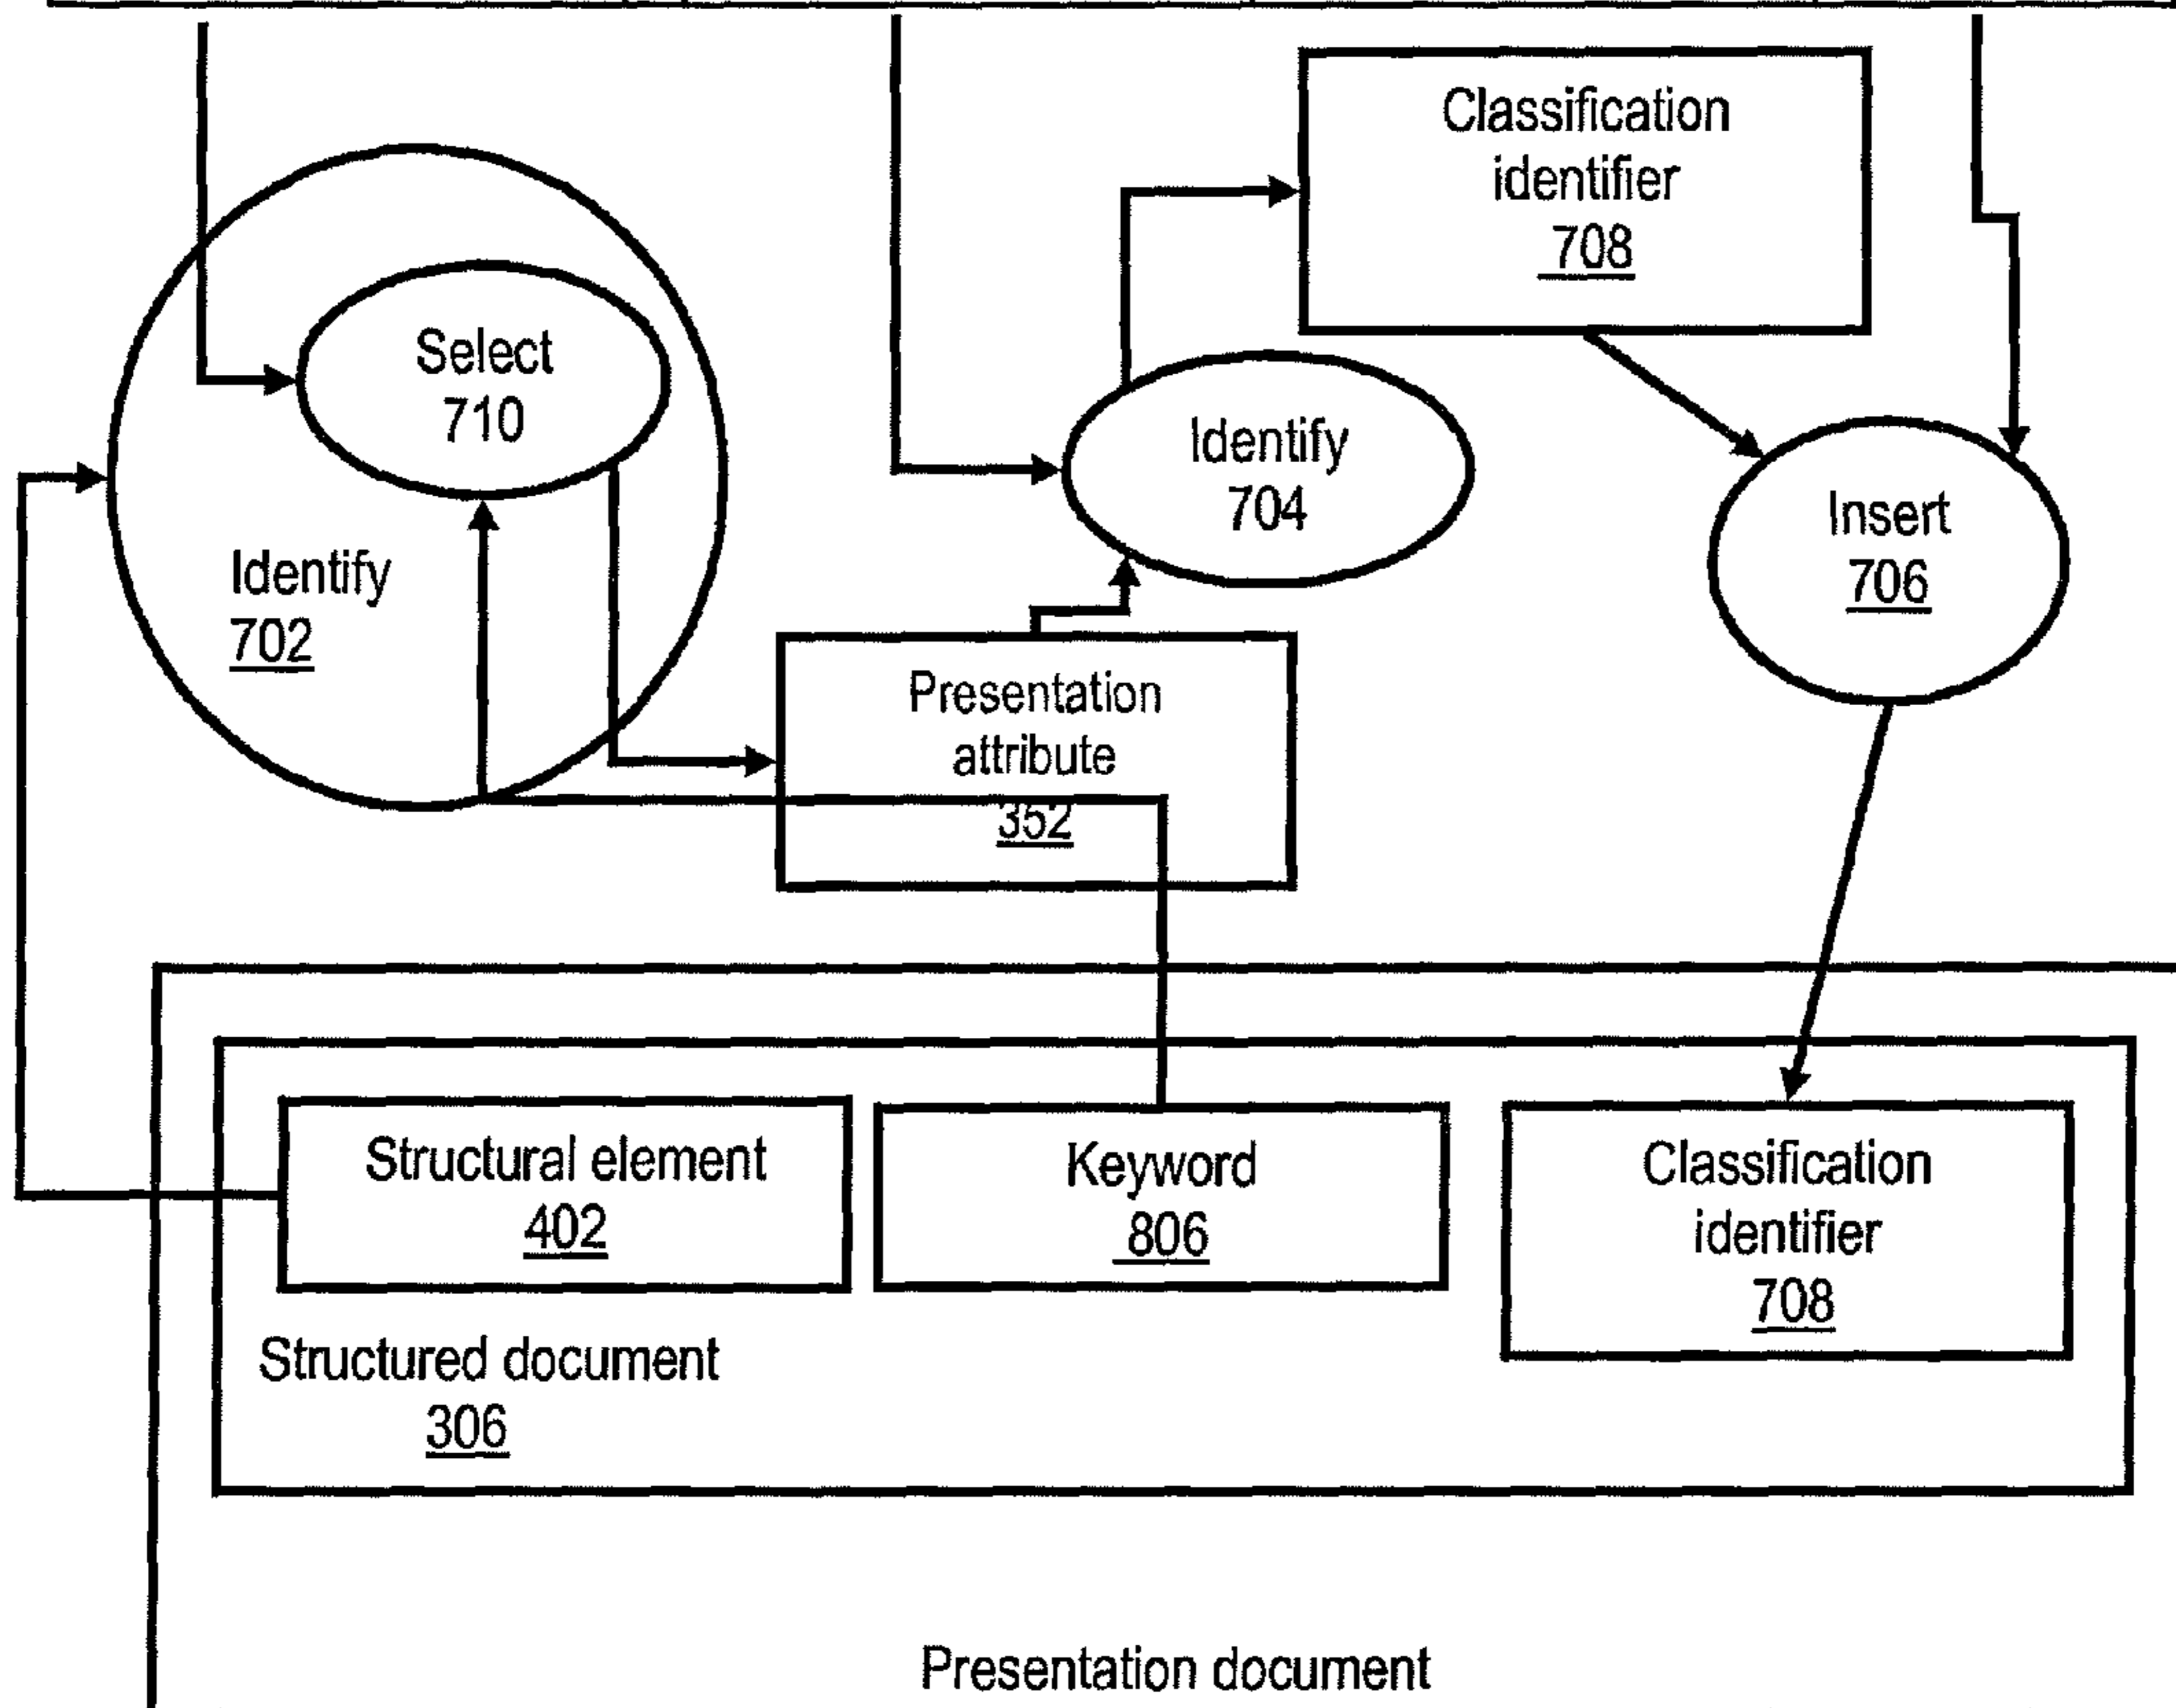 Classification
identifier
708
Select
710
Identify
704
Insert
706
Identify
702
Presentation
attribute
352
Structural element
402
Keyword
806
Classification
identifier
708
Structured document
306
Presentation document